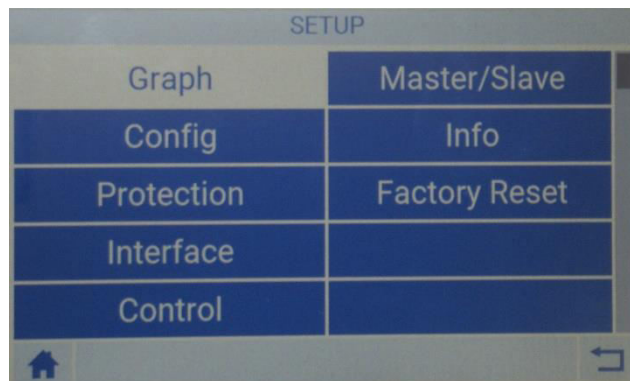 SETUP
Graph
Master/Slave
Config
Info
Protection
Factory Reset
Interface
Control